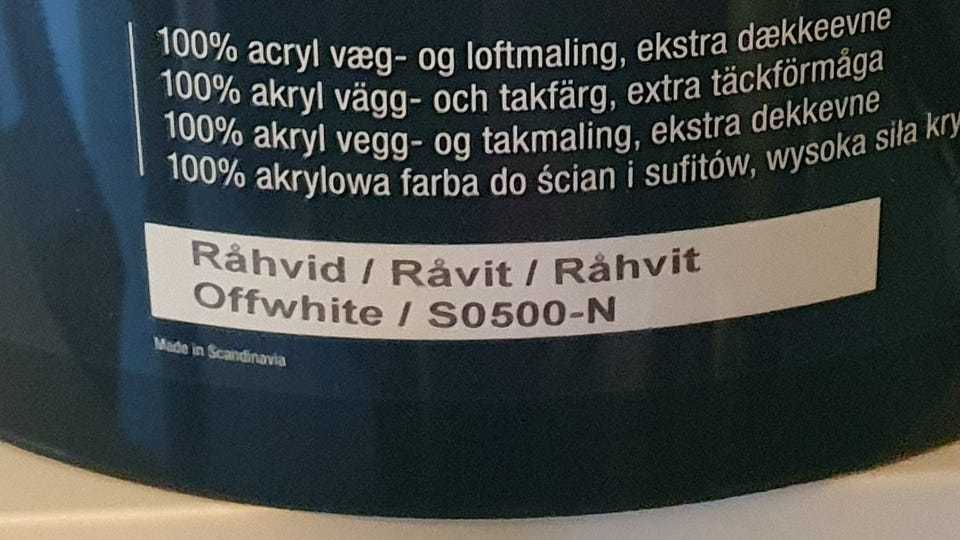 100% acryl væg- og loftmaling, ekstra dækkeevne
100% akryl vägg- och takfärg, extra täckförmåga
100% akryl vegg- og takmaling, ekstra dekkevne
100% akrylowa farba do ścian i sufitów, wysoka siła kry
Råhvid / Råvit / Råhvit
Offwhite / S0500-N
Made in Scandinavia